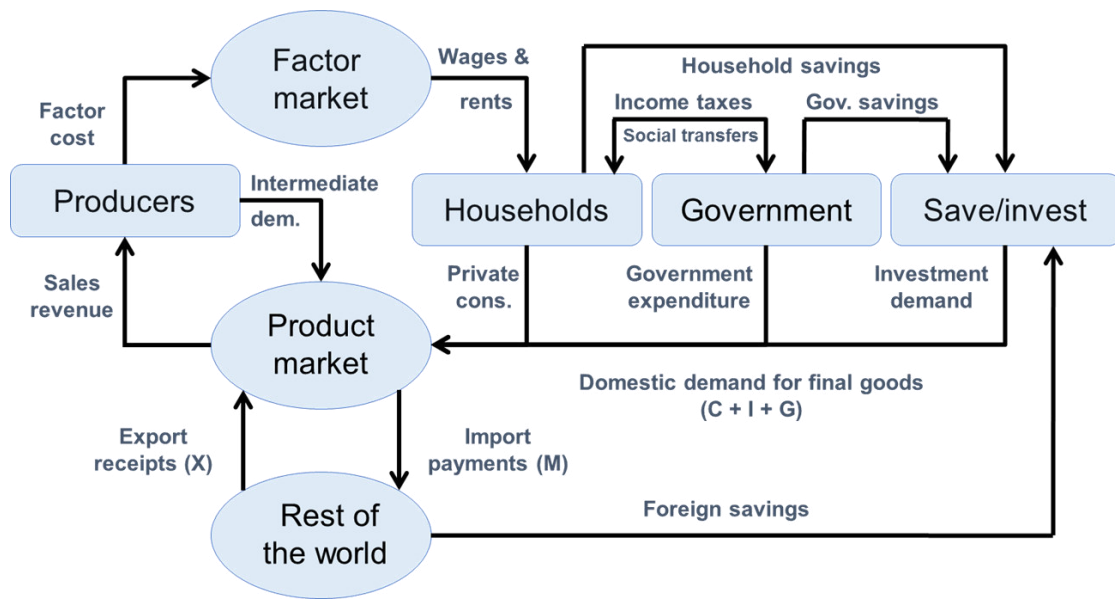 Factor
market
Wages &
rents
Household savings
Income taxes
Social transfers
Gov. savings
Factor
cost
Producers
Intermediate
dem.
Households
Government
Save/invest
Sales
revenue
Private
cons.
Government
expenditure
Investment
demand
Product
market
Domestic demand for final goods
(C + I + G)
Export
receipts (X)
Import
payments (M)
Rest of
the world
Foreign savings